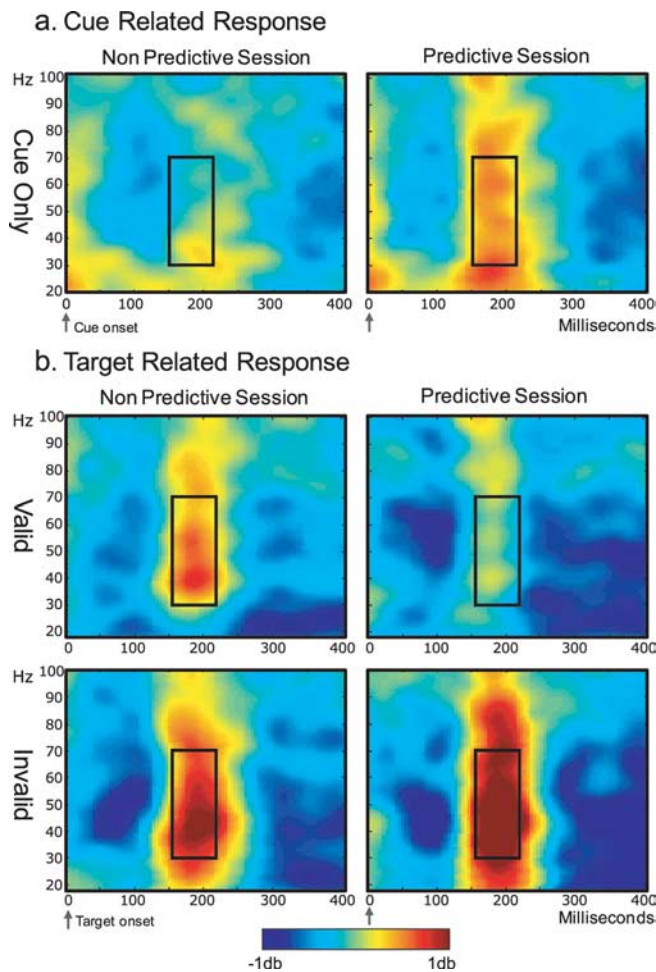 a. Cue Related Response
Non Predictive Session
Predictive Session
Hz
100
90
80
70
60
50
40
30
20
Cue Only
0 100 200 300 400
0 100 200 300 400
Cue onset
Milliseconds
b. Target Related Response
Non Predictive Session
Predictive Session
Hz
100
90
80
70
60
50
40
30
20
Valid
0 100 200 300 400
0 100 200 300 400
Hz
100
90
80
70
60
50
40
30
20
Invalid
0 100 200 300 400
0 100 200 300 400
Target onset
Milliseconds
-1db 1db